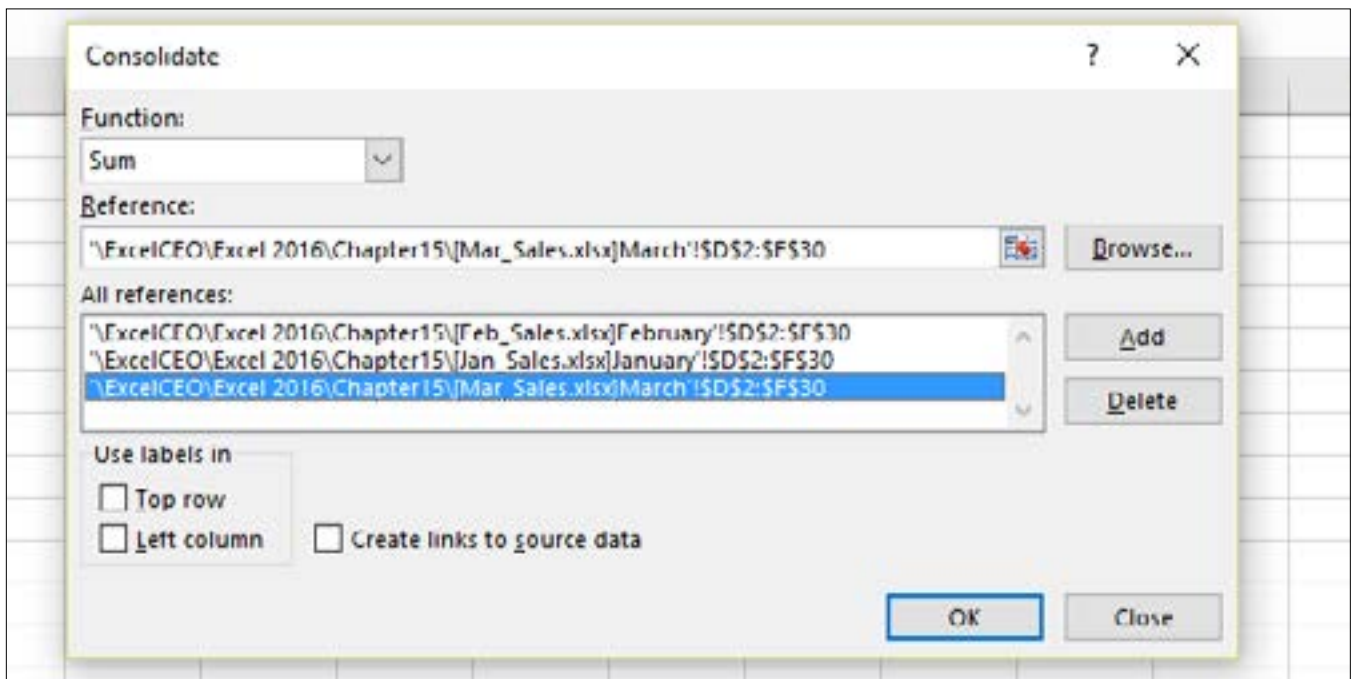 Consolidate ? ×
Function:
Sum
Reference:
'\ExcelCEO\Excel 2016\Chapter15\[Mar_Sales.xlsx]March'!$D$2:$F$30
Browse...
All references:
'\ExcelCEO\Excel 2016\Chapter15\[Feb_Sales.xlsx]February'!$D$2:$F$30
'\ExcelCEO\Excel 2016\Chapter15\[Jan_Sales.xlsx]January'!$D$2:$F$30
'\ExcelCEO\Excel 2016\Chapter15\[Mar_Sales.xlsx]March'!$D$2:$F$30
Add
Delete
Use labels in
Top row
Left column
Create links to source data
OK
Close